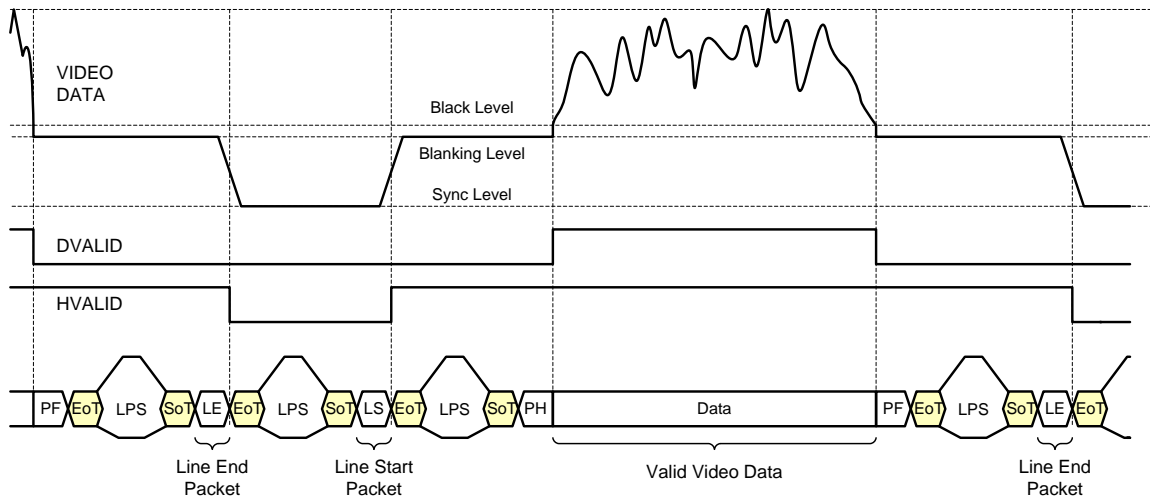 VIDEO
DATA
Black Level
Blanking Level
Sync Level
DVALID
HVALID
PF EoT LPS SoT LE EoT LPS SoT LS EoT LPS SoT PH Data PF EoT LPS SoT LE EoT
Line End
Packet
Line Start
Packet
Valid Video Data
Line End
Packet